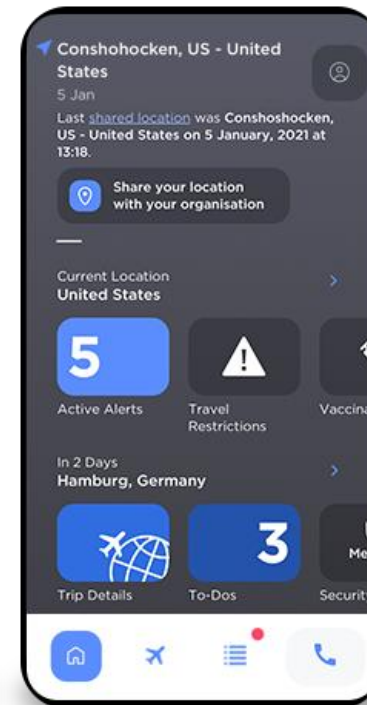 Conshohocken, US - United
States
5 Jan
Last shared location was Conshoshocken,
US - United States on 5 January, 2021 at
13:18.
Share your location
with your organisation
Current Location
United States
5
Active Alerts
Travel
Restrictions
In 2 Days
Hamburg, Germany
3
Trip Details
To-Dos
Security